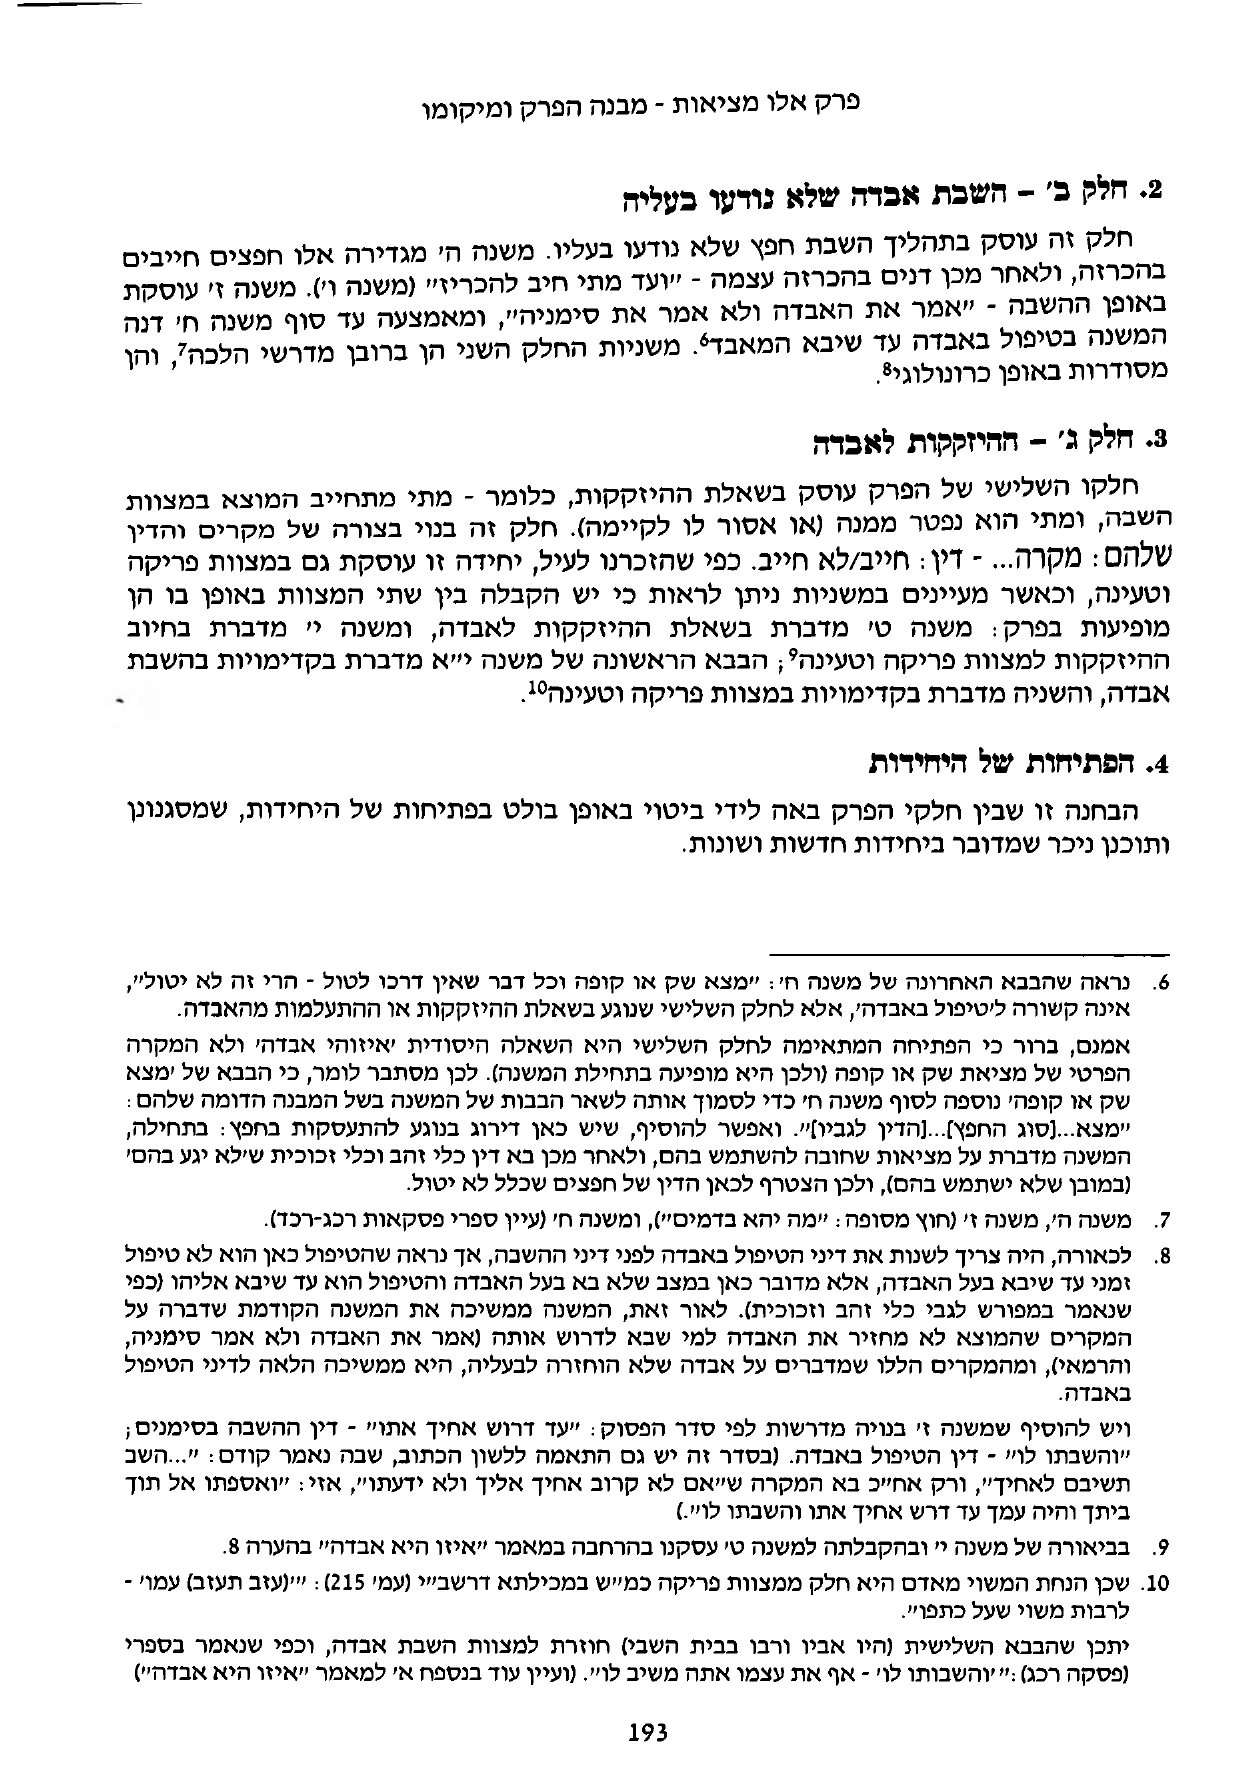 פרק אלו מציאות - מבנה הפרק ומיקומו
2. חלק ב' – השבת אבדה שלא נודעו בעליה
חלק זה עוסק בתהליך השבת חפץ שלא נודעו בעליו. משנה ה' מגדירה אלו חפצים חייבים
בהכרזה, ולאחר מכן דנים בהכרזה עצמה - "ועד מתי חיב להכריז" (משנה ו'). משנה ז' עוסקת
באופן ההשבה - "אמר את האבדה ולא אמר את סימניה", ומאמצעה עד סוף משנה ח' דנה
המשנה בטיפול באבדה עד שיבא המאבד6. משניות החלק השני הן ברובן מדרשי הלכה7, והן
מסודרות באופן כרונולוגי8.
3. חלק ג' – ההיזקקות לאבדה
חלקו השלישי של הפרק עוסק בשאלת ההיזקקות, כלומר - מתי מתחייב המוצא במצוות
השבה, ומתי הוא נפטר ממנה (או אסור לו לקיימה). חלק זה בנוי בצורה של מקרים והדין
שלהם: מקרה... - דין: חייב/לא חייב. כפי שהזכרנו לעיל, יחידה זו עוסקת גם במצוות פריקה
וטעינה, וכאשר מעיינים במשניות ניתן לראות כי יש הקבלה בין שתי המצוות באופן בו הן
מופיעות בפרק: משנה ט' מדברת בשאלת ההיזקקות לאבדה, ומשנה י' מדברת בחיוב
ההיזקקות למצוות פריקה וטעינה9; הבבא הראשונה של משנה י"א מדברת בקדימויות בהשבת
אבדה, והשניה מדברת בקדימויות במצוות פריקה וטעינה10.
4. הפתיחות של היחידות
הבחנה זו שבין חלקי הפרק באה לידי ביטוי באופן בולט בפתיחות של היחידות, שמסגנונן
ותוכנן ניכר שמדובר ביחידות חדשות ושונות.
6. נראה שהבבא האחרונה של משנה ח': "מצא שק או קופה וכל דבר שאין דרכו לטול - הרי זה לא יטול",
אינה קשורה ל'טיפול באבדה', אלא לחלק השלישי שנוגע בשאלת ההיזקקות או ההתעלמות מהאבדה.
אמנם, ברור כי הפתיחה המתאימה לחלק השלישי היא השאלה היסודית 'איזוהי אבדה' ולא המקרה
הפרטי של מציאת שק או קופה (ולכן היא מופיעה בתחילת המשנה). לכן מסתבר לומר, כי הבבא של 'מצא
שק או קופה' נוספה לסוף משנה ח' כדי לסמוך אותה לשאר הבבות של המשנה בשל המבנה הדומה שלהם:
"מצא...[סוג החפץ]...[הדין לגביו]". ואפשר להוסיף, שיש כאן דירוג בנוגע להתעסקות בחפץ: בתחילה,
המשנה מדברת על מציאות שחובה להשתמש בהם, ולאחר מכן בא דין כלי זהב וכלי זכוכית ש'לא יגע בהם'
(במובן שלא ישתמש בהם), ולכן הצטרף לכאן הדין של חפצים שכלל לא יטול.
7. משנה ה', משנה ז' (חוץ מסופה: "מה יהא בדמים"), ומשנה ח' (עיין ספרי פסקאות רכג-רכד).
8. לכאורה, היה צריך לשנות את דיני הטיפול באבדה לפני דיני ההשבה, אך נראה שהטיפול כאן הוא לא טיפול
זמני עד שיבא בעל האבדה, אלא מדובר כאן במצב שלא בא בעל האבדה והטיפול הוא עד שיבא אליהו (כפי
שנאמר במפורש לגבי כלי זהב וזכוכית). לאור זאת, המשנה ממשיכה את המשנה הקודמת שדברה על
המקרים שהמוצא לא מחזיר את האבדה למי שבא לדרוש אותה (אמר את האבדה ולא אמר סימניה,
והרמאי), ומהמקרים הללו שמדברים על אבדה שלא הוחזרה לבעליה, היא ממשיכה הלאה לדיני הטיפול
באבדה.
ויש להוסיף שמשנה ז' בנויה מדרשות לפי סדר הפסוק: "עד דרוש אחיך אתו" - דין ההשבה בסימנים;
"והשבתו לו" - דין הטיפול באבדה. (בסדר זה יש גם התאמה ללשון הכתוב, שבה נאמר קודם: "...השב
תשיבם לאחיך", ורק אח"כ בא המקרה ש"אם לא קרוב אחיך אליך ולא ידעתו", אזי: "ואספתו אל תוך
ביתך והיה עמך עד דרש אחיך אתו והשבתו לו".)
9. בביאורה של משנה י' ובהקבלתה למשנה ט' עסקנו בהרחבה במאמר "איזו היא אבדה" בהערה 8.
10. שכן הנחת המשוי מאדם היא חלק ממצוות פריקה כמ"ש במכילתא דרשב"י (עמ' 215): "'(עזב תעזב) עמו' -
לרבות משוי שעל כתפו".
יתכן שהבבא השלישית (היו אביו ורבו בבית השבי) חוזרת למצוות השבת אבדה, וכפי שנאמר בספרי
(פסקה רכג): "'והשבותו לו' - אף את עצמו אתה משיב לו". (ועיין עוד בנספח א' למאמר "איזו היא אבדה")
193